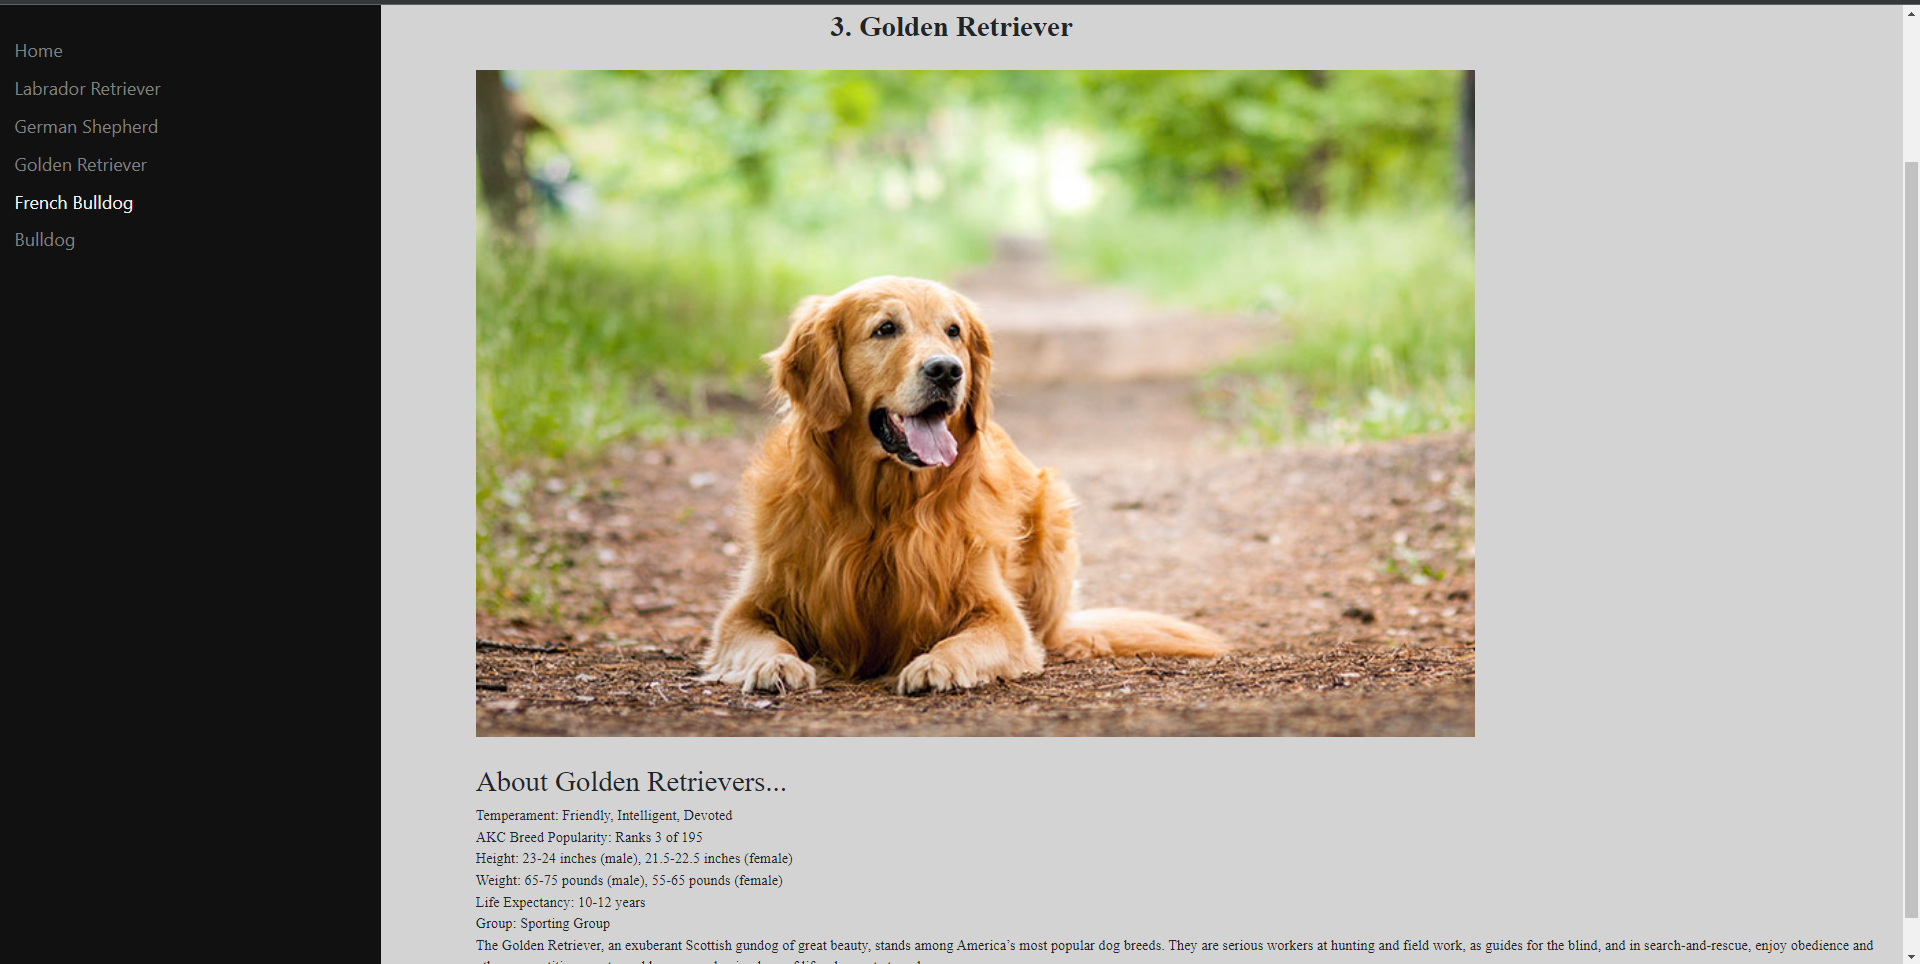 Home
Labrador Retriever
German Shepherd
Golden Retriever
French Bulldog
Bulldog
3. Golden Retriever
About Golden Retrievers...
Temperament: Friendly, Intelligent, Devoted
AKC Breed Popularity: Ranks 3 of 195
Height: 23-24 inches (male), 21.5-22.5 inches (female)
Weight: 65-75 pounds (male), 55-65 pounds (female)
Life Expectancy: 10-12 years
Group: Sporting Group
The Golden Retriever, an exuberant Scottish gundog of great beauty, stands among America’s most popular dog breeds. They are serious workers at hunting and field work, as guides for the blind, and in search-and-rescue, enjoy obedience and